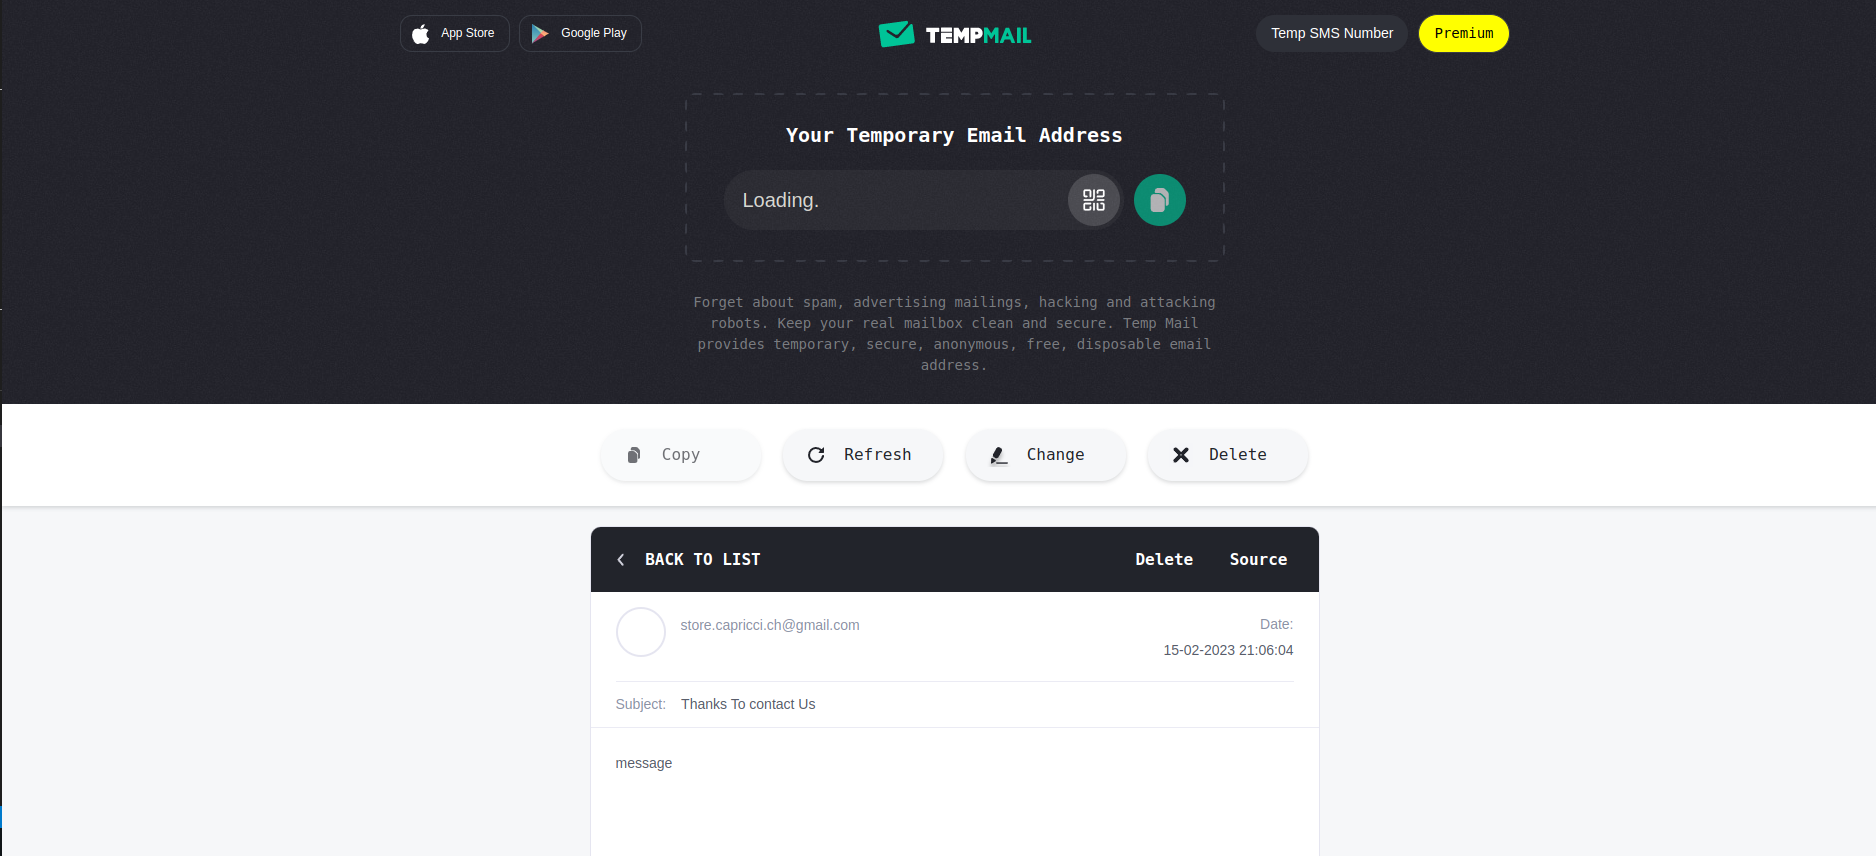 App Store
Google Play
TEMPMAIL
Temp SMS Number
Premium
Your Temporary Email Address
Loading.
Forget about spam, advertising mailings, hacking and attacking
robots. Keep your real mailbox clean and secure. Temp Mail
provides temporary, secure, anonymous, free, disposable email
address.
Copy
Refresh
Change
Delete
BACK TO LIST
Delete
Source
store.capricci.ch@gmail.com
Date:
15-02-2023 21:06:04
Subject: Thanks To contact Us
message